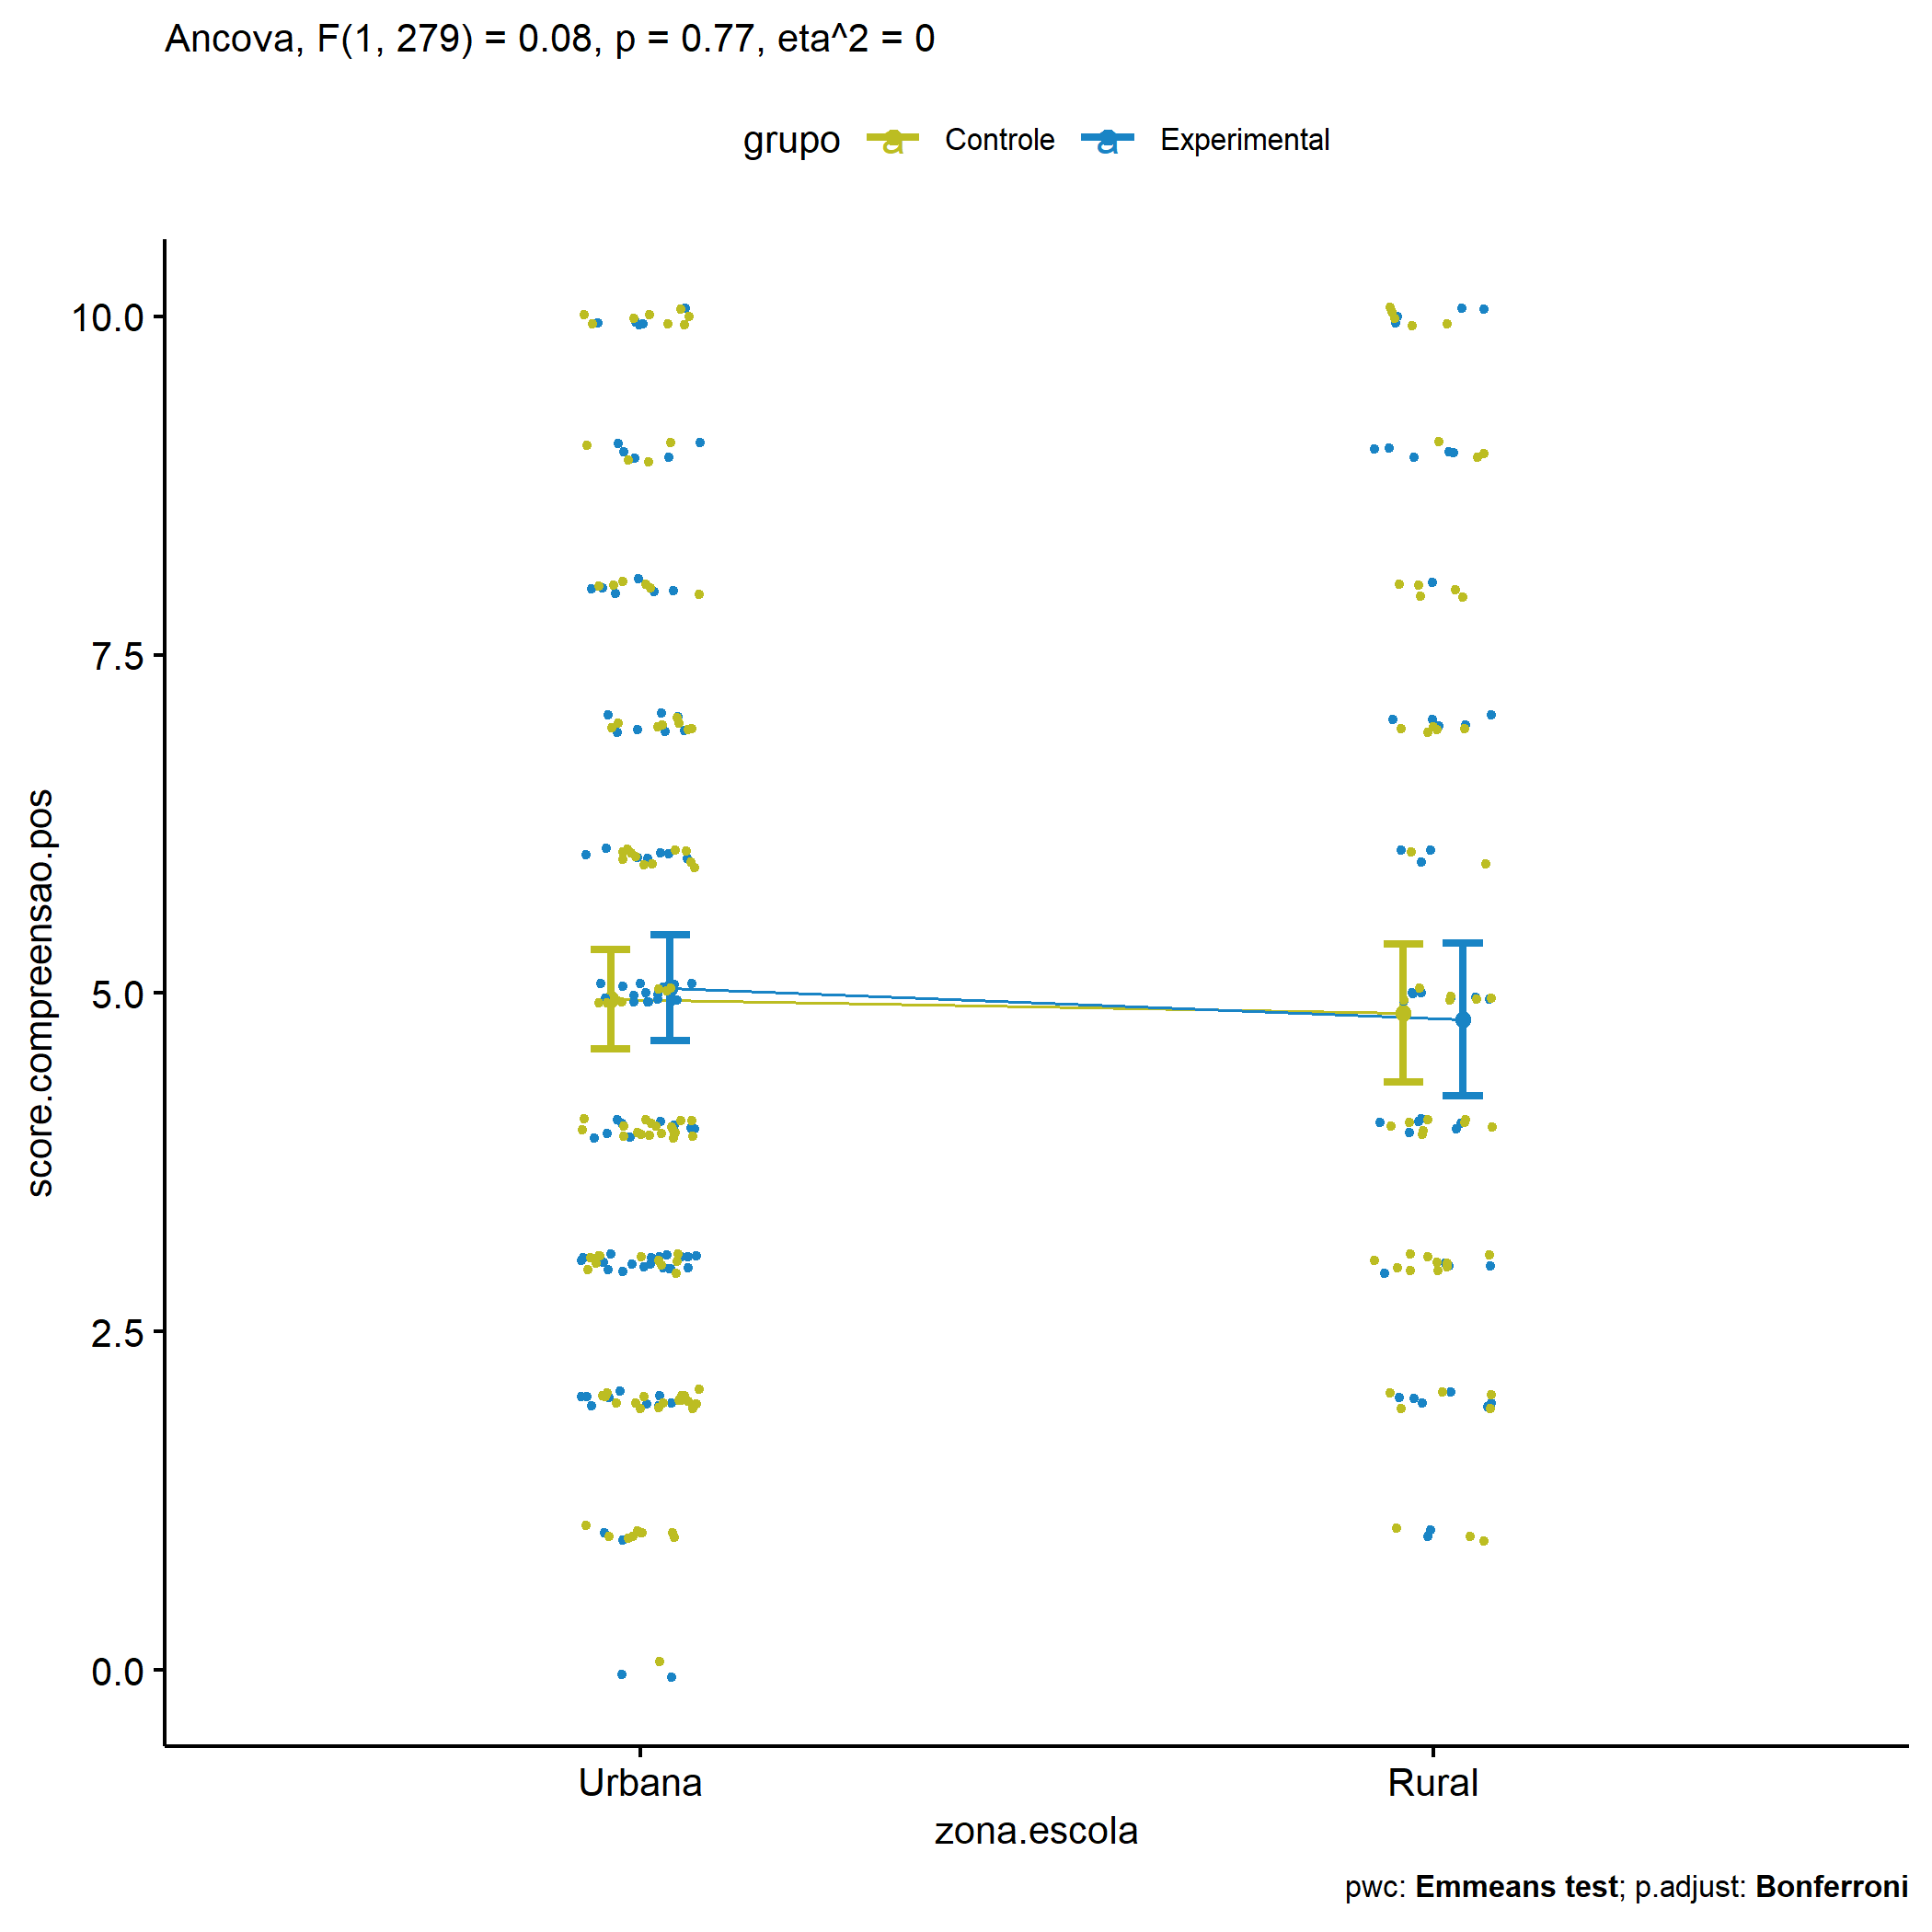 Ancova, F(1, 279) = 0.08, p = 0.77, eta^2 = 0
grupo a Controle a Experimental
10.0
7.5
5.0
2.5
0.0
score.compreensao.pos
Urbana Rural
zona.escola
pwc: Emmeans test; p.adjust: Bonferroni